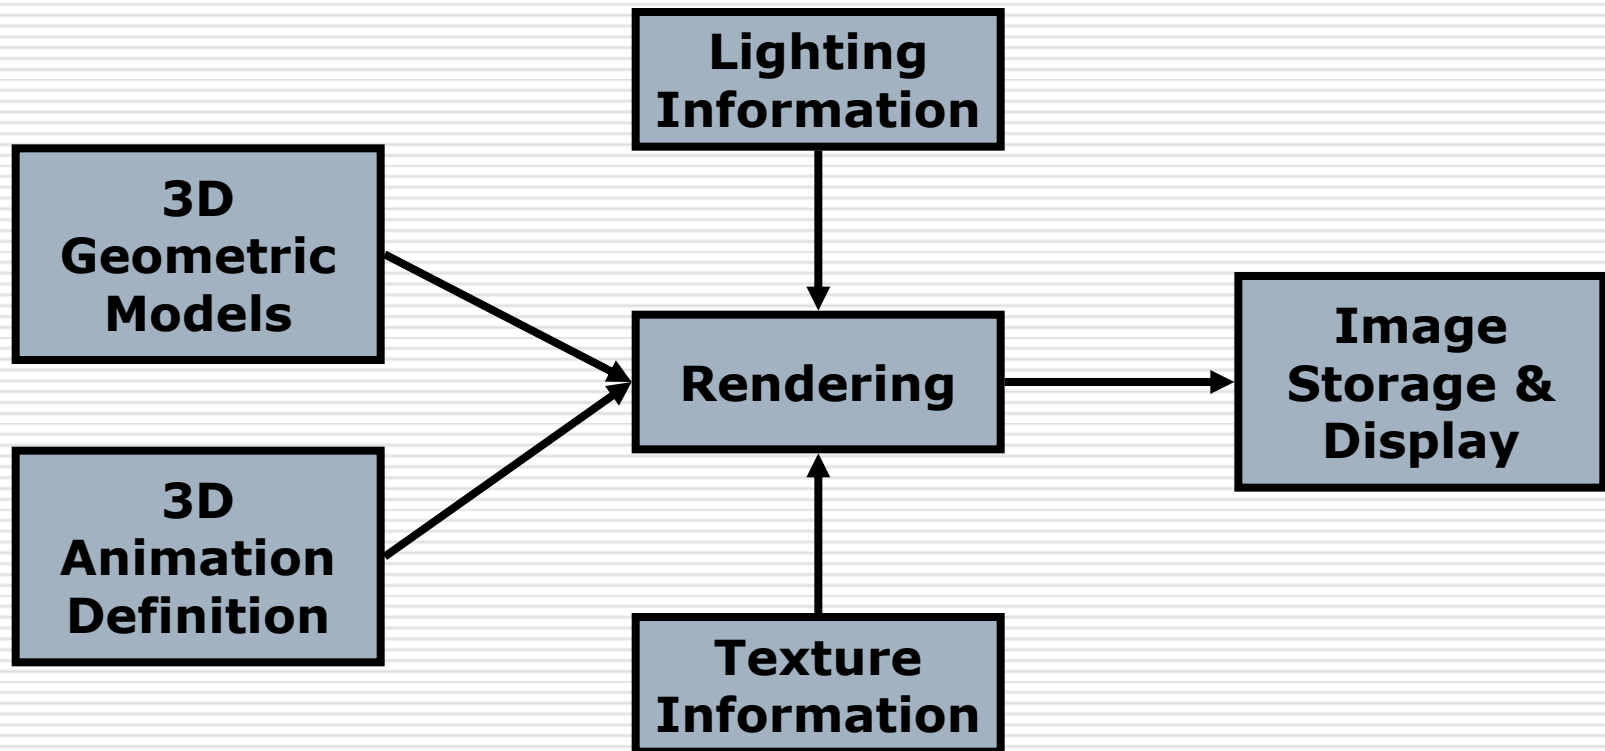 Lighting
Information
3D
Geometric
Models
Rendering
Image
Storage &
Display
3D
Animation
Definition
Texture
Information